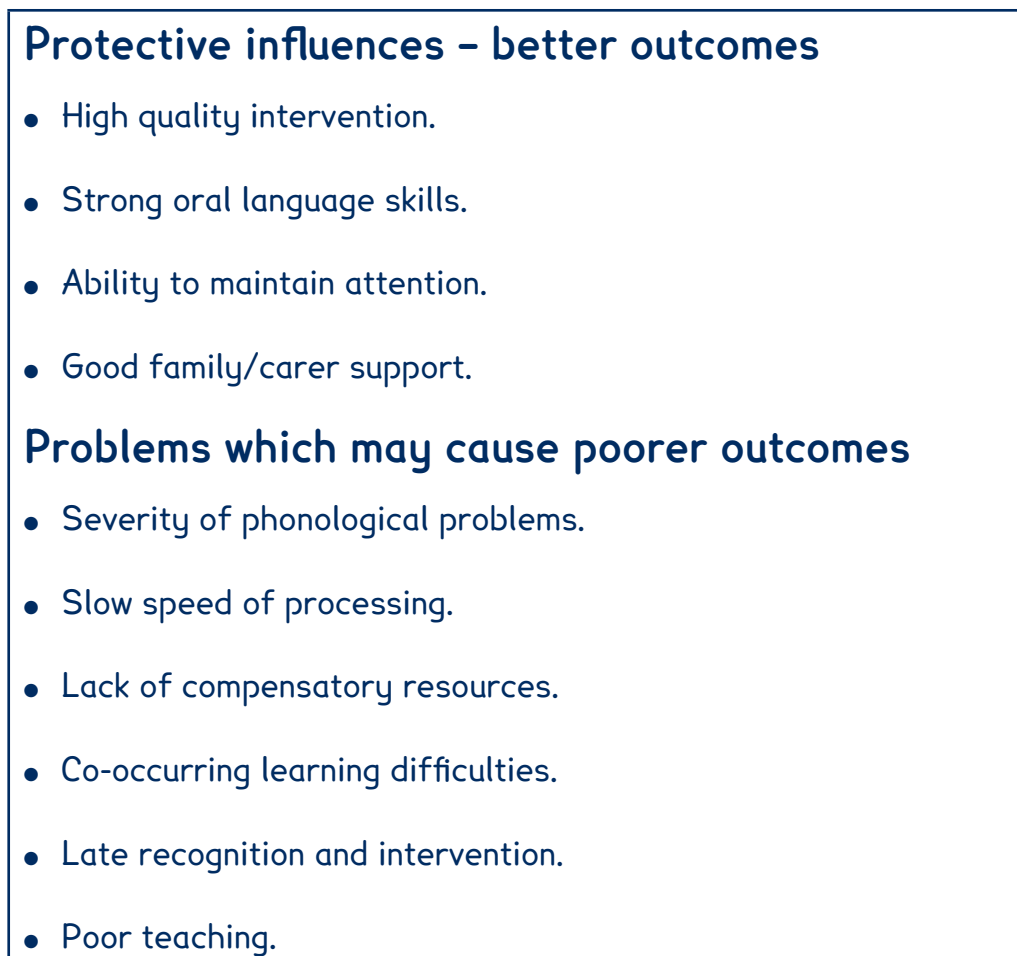 Protective influences – better outcomes
• High quality intervention.
• Strong oral language skills.
• Ability to maintain attention.
• Good family/carer support.
Problems which may cause poorer outcomes
• Severity of phonological problems.
• Slow speed of processing.
• Lack of compensatory resources.
• Co-occurring learning difficulties.
• Late recognition and intervention.
• Poor teaching.